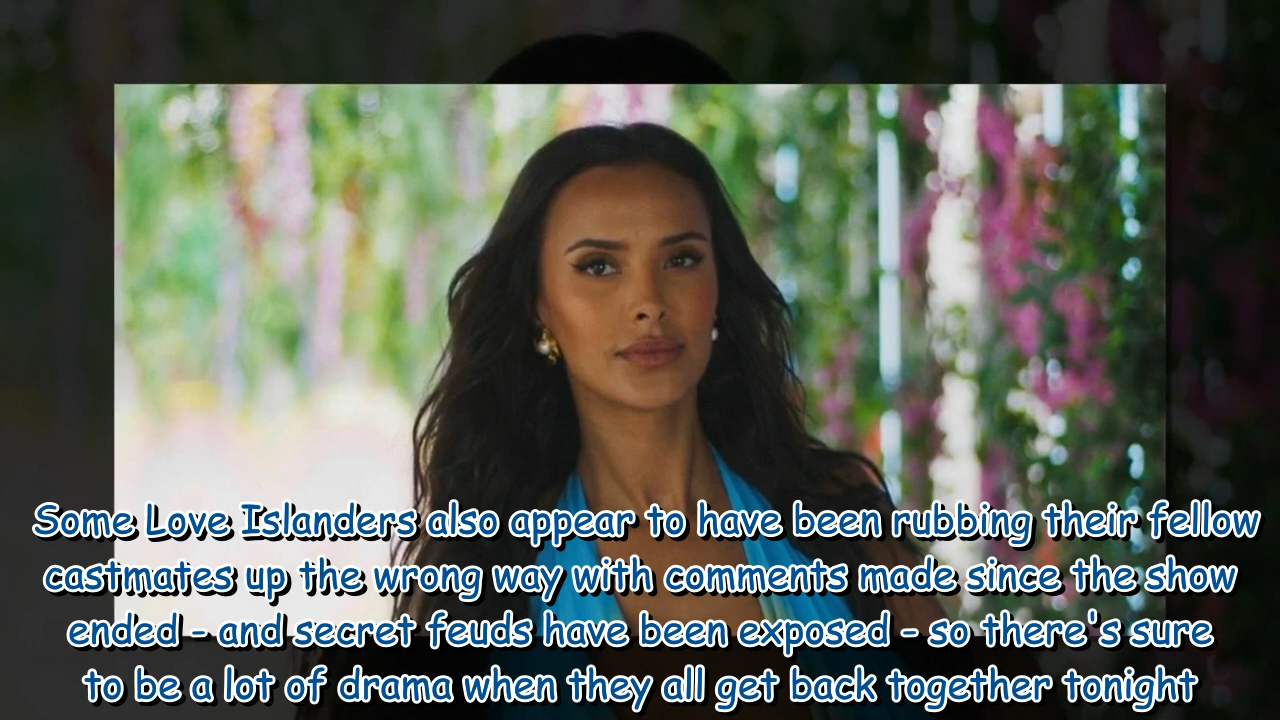 Some Love Islanders also appear to have been rubbing their fellow
castmates up the wrong way with comments made since the show
ended - and secret feuds have been exposed - so there's sure
to be a lot of drama when they all get back together tonight